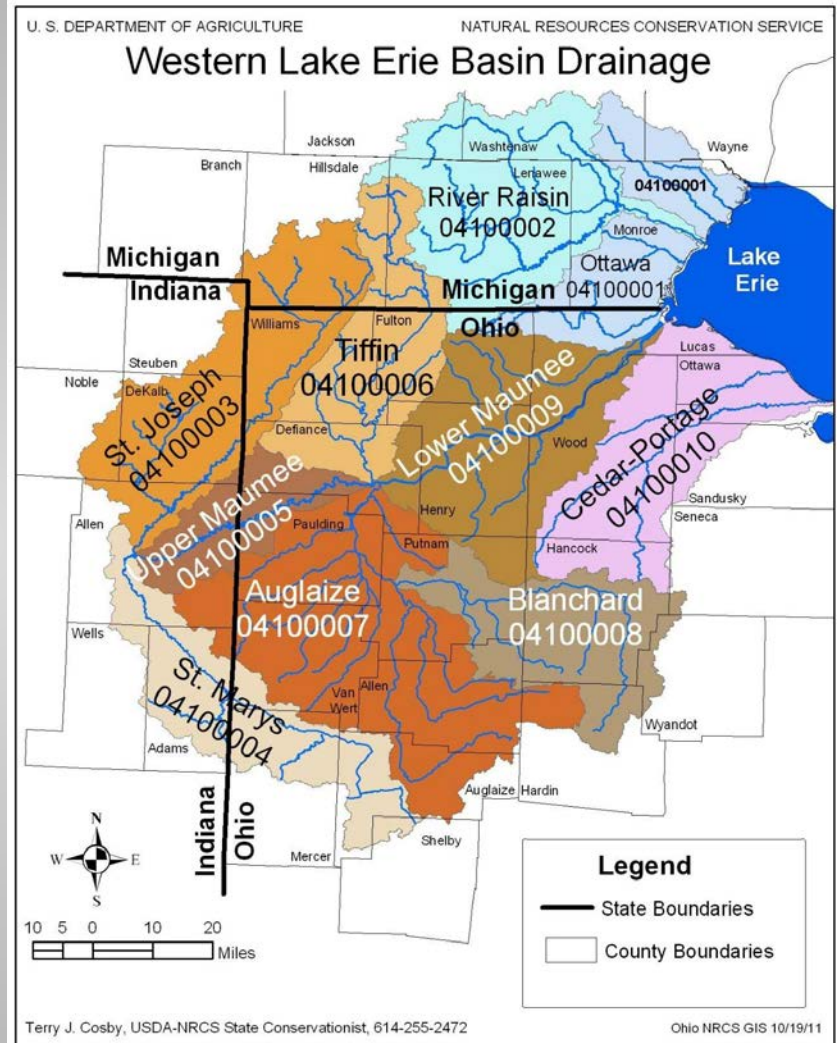 U. S. DEPARTMENT OF AGRICULTURE
NATURAL RESOURCES CONSERVATION SERVICE
Western Lake Erie Basin Drainage
Jackson
Washtenaw
Wayne
Branch
Hillsdale
Lenawee
04100001
River Raisin
04100002
Monroe
Ottawa
04100001
Lake
Erie
Michigan
Indiana
Michigan
Ohio
Williams
Fulton
Lucas
Ottawa
Steuben
Noble
DeKalb
Tiffin
04100006
St. Joseph
04100003
Defiance
Lower Maumee
04100009
Wood
Cedar-Portage
04100010
Sandusky
Seneca
Allen
Upper Maumee
04100005
Paulding
Henry
Putnam
Hancock
Auglaize
04100007
Blanchard
04100008
Wells
St. Marys
04100004
Van
Wert
Allen
Wyandot
Adams
Auglaize
Hardin
Indiana
Ohio
Mercer
Shelby
N
W
E
S
10 5 0 10 20
Miles
Legend
State Boundaries
County Boundaries
Terry J. Cosby, USDA-NRCS State Conservationist, 614-255-2472
Ohio NRCS GIS 10/19/11